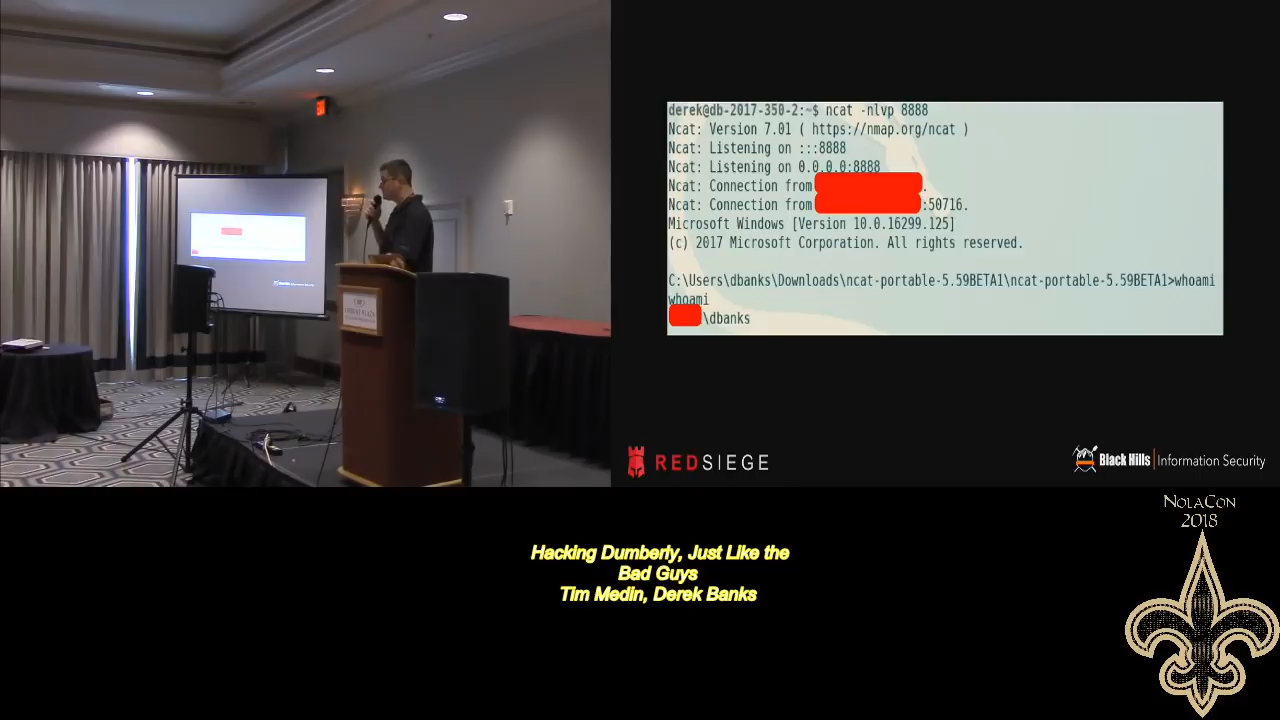 derek@db-2017-350-2:~$ ncat -nlvp 8888
Ncat: Version 7.01 ( https://nmap.org/ncat )
Ncat: Listening on :::8888
Ncat: Listening on 0.0.0.0:8888
Ncat: Connection from .
Ncat: Connection from :50716.
Microsoft Windows [Version 10.0.16299.125]
(c) 2017 Microsoft Corporation. All rights reserved.
C:\Users\dbanks\Downloads\ncat-portable-5.59BETA1\ncat-portable-5.59BETA1>whoami
whoami
\dbanks
REDSIEGE
Black Hills | Information Security
NOLACON
2018
Hacking Dumberly, Just Like the
Bad Guys
Tim Medin, Derek Banks